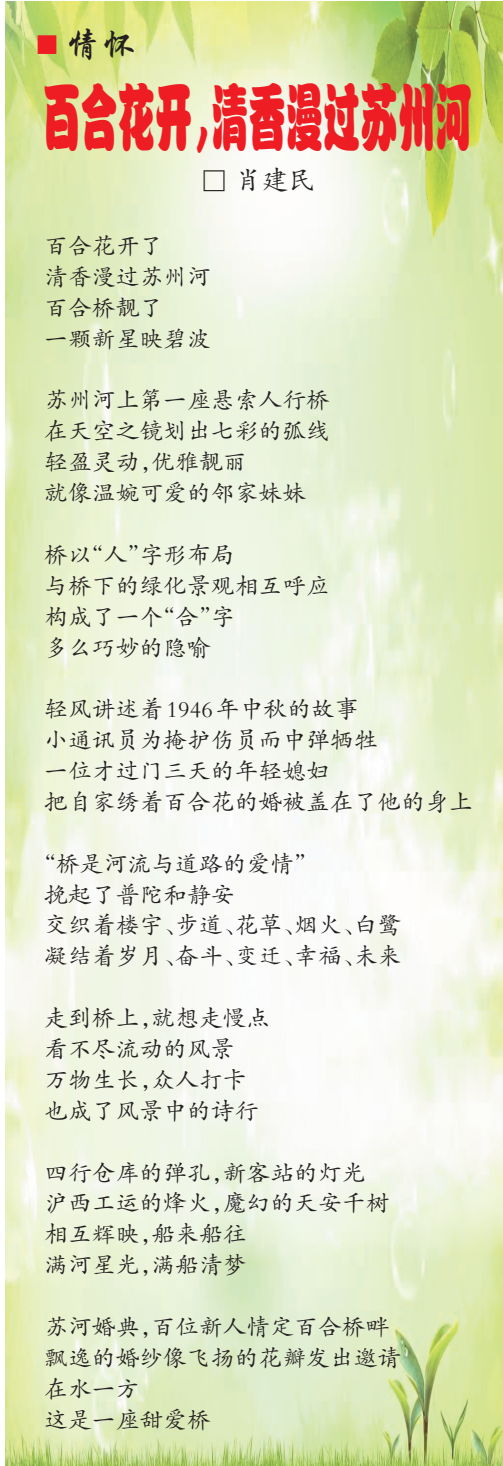 ■ 情怀
百合花开,清香漫过苏州河
□ 肖建民
百合花开了
清香漫过苏州河
百合桥靓了
一颗新星映碧波
苏州河上第一座悬索人行桥
在天空之镜划出七彩的弧线
轻盈灵动,优雅靓丽
就像温婉可爱的邻家妹妹
桥以“人”字形布局
与桥下的绿化景观相互呼应
构成了一个“合”字
多么巧妙的隐喻
轻风讲述着1946年中秋的故事
小通讯员为掩护伤员而中弹牺牲
一位才过门三天的年轻媳妇
把自家绣着百合花的婚被盖在了他的身上
“桥是河流与道路的爱情”
挽起了普陀和静安
交织着楼宇、步道、花草、烟火、白鹭
凝结着岁月、奋斗、变迁、幸福、未来
走到桥上,就想走慢点
看不尽流动的风景
万物生长,众人打卡
也成了风景中的诗行
四行仓库的弹孔,新客站的灯光
沪西工运的烽火,魔幻的天安千树
相互辉映,船来船往
满河星光,满船清梦
苏河婚典,百位新人情定百合桥畔
飘逸的婚纱像飞扬的花瓣发出邀请
在水一方
这是一座甜爱桥